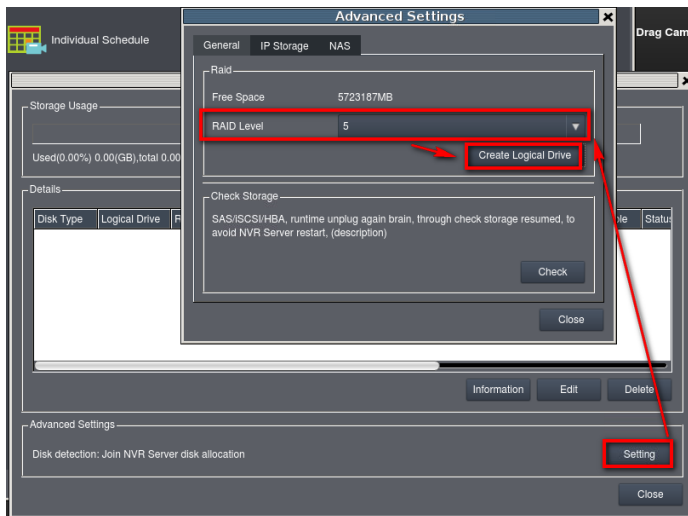 Advanced Settings
Individual Schedule
Drag Cam
General IP Storage NAS
Raid
Free Space 5723187MB
RAID Level 5
Create Logical Drive
Check Storage
SAS/iSCSI/HBA, runtime unplug again brain, through check storage resumed, to
avoid NVR Server restart, (description)
Check
Close
Storage Usage
Used(0.00%) 0.00(GB),total 0.00
Details
Disk Type Logical Drive R ble Status
Information Edit Delete
Advanced Settings
Disk detection: Join NVR Server disk allocation
Setting
Close